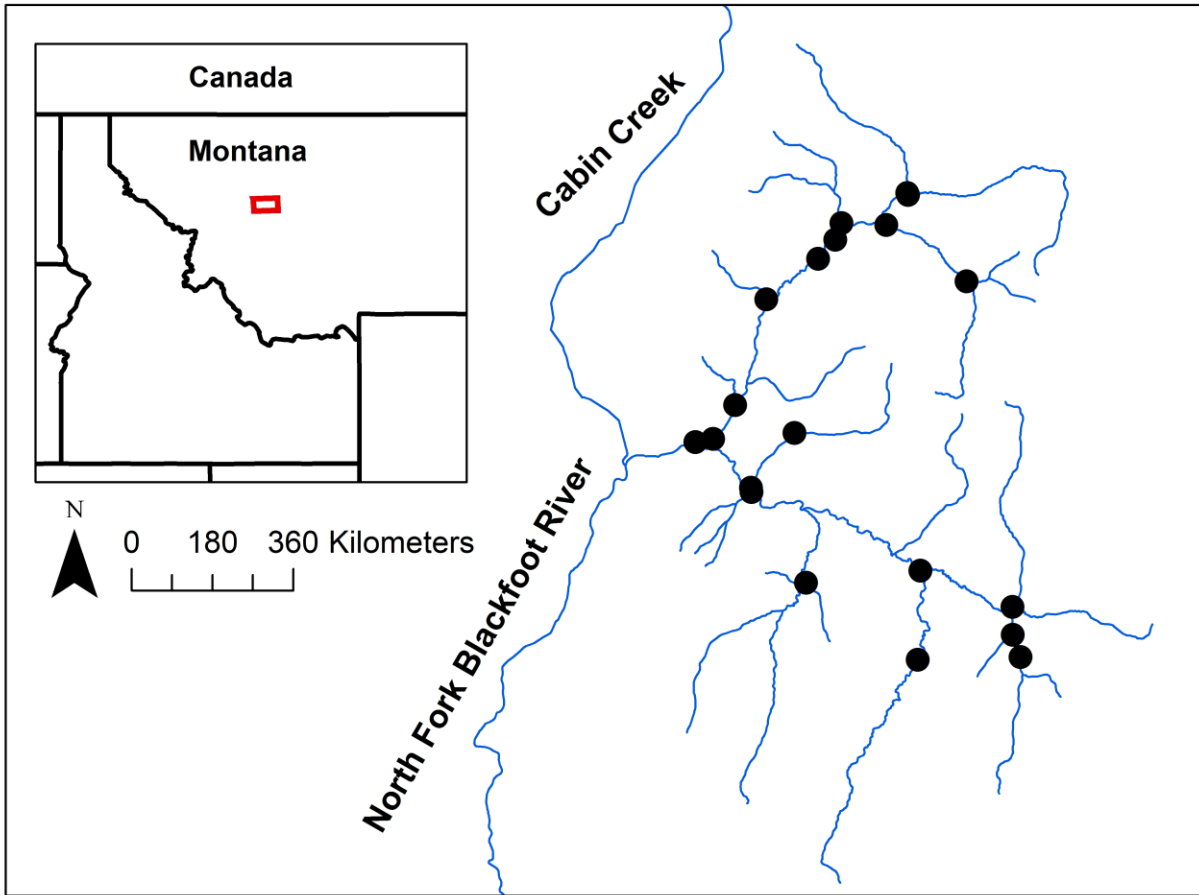 Canada
Montana
Cabin Creek
North Fork Blackfoot River
N
0 180 360 Kilometers